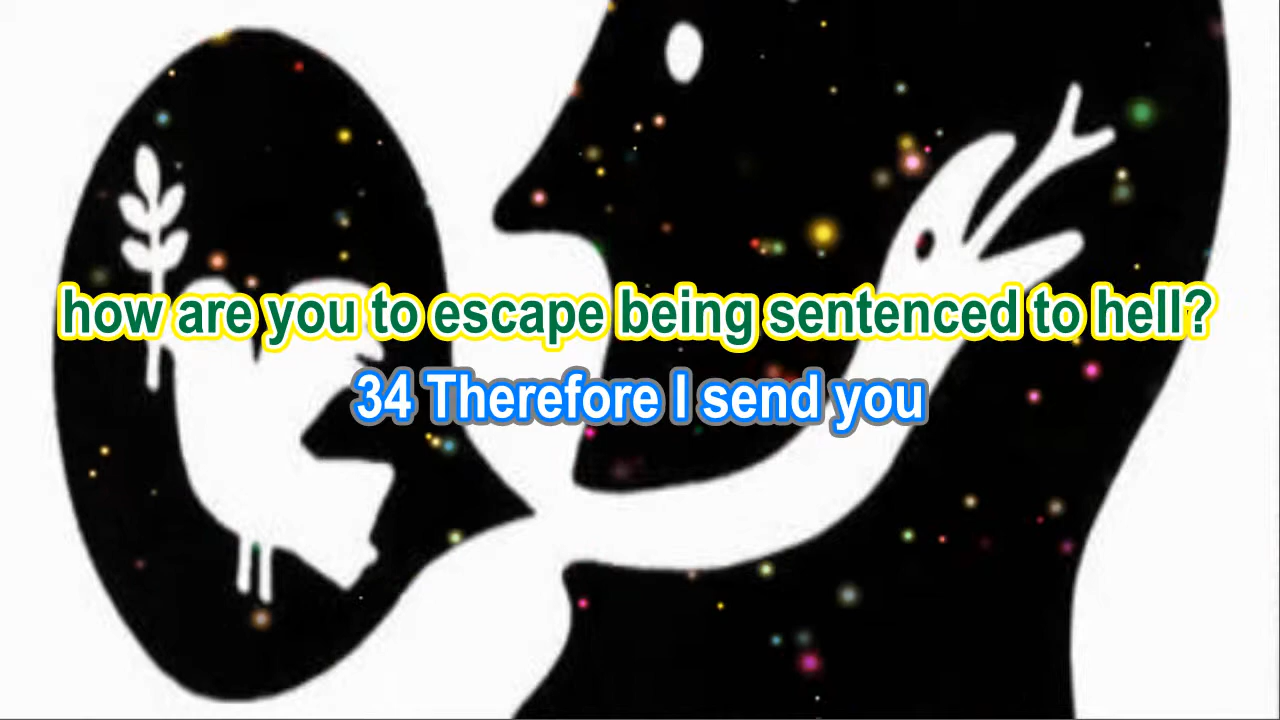 how are you to escape being sentenced to hell?
34 Therefore I send you